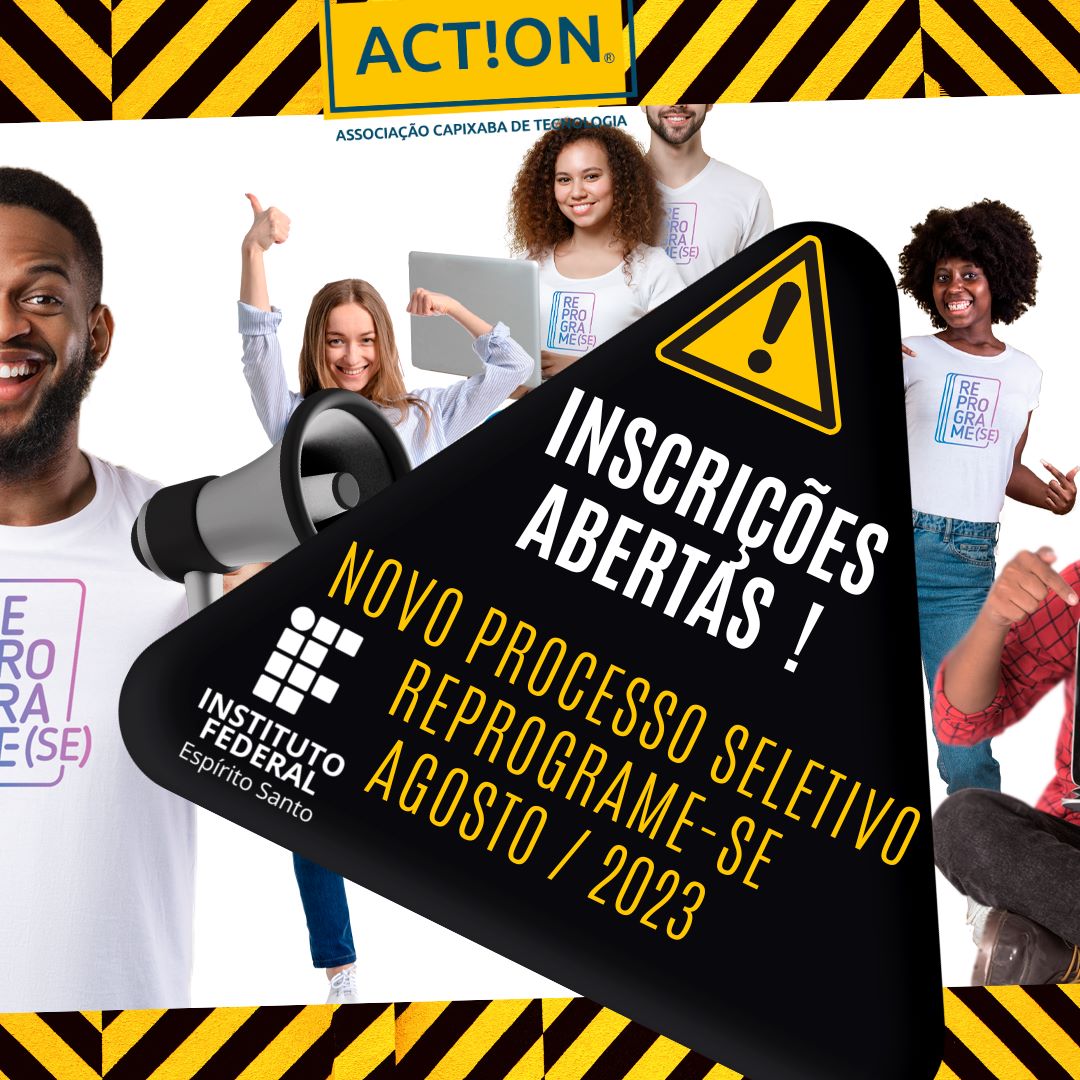 ACT!ON®
ASSOCIAÇÃO CAPIXABA DE TECNOLOGIA
RE
PRO
GRA
ME(SE)
RE
PRO
GRA
ME(SE)
RE
PRO
GRA
ME(SE)
INSCRIÇÕES
ABERTAS !
NOVO PROCESSO SELETIVO
REPROGRAME-SE
AGOSTO / 2023
INSTITUTO
FEDERAL
Espírito Santo
E
RO
RA
E(SE)